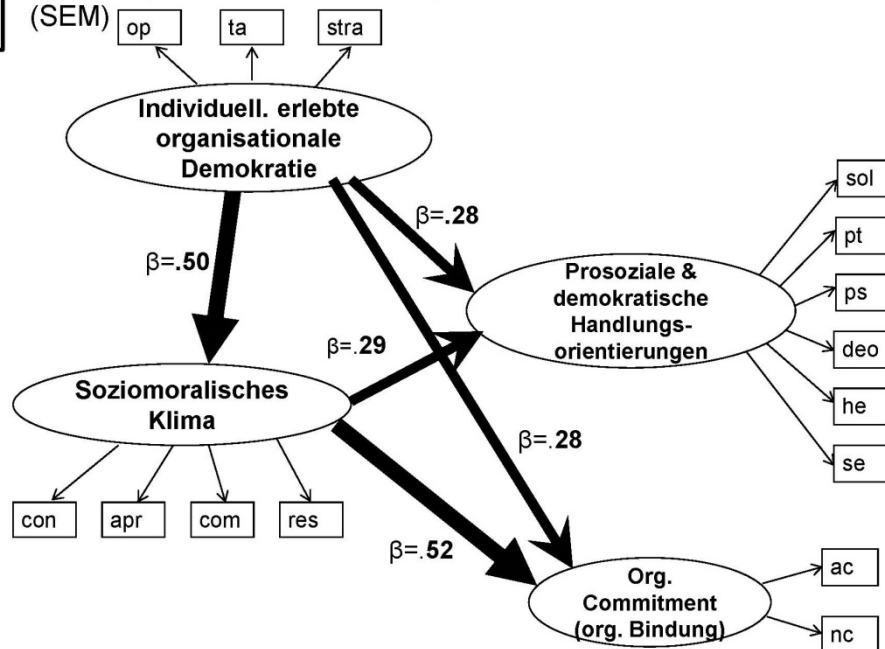 (SEM)
op
ta
stra
Individuell. erlebte
organisationale
Demokratie
sol
β=.28
pt
β=.50
ps
Prosoziale &
demokratische
Handlungs-
orientierungen
deo
β=.29
Soziomoralisches
Klima
he
β=.28
se
con
apr
com
res
β=.52
ac
Org.
Commitment
(org. Bindung)
nc